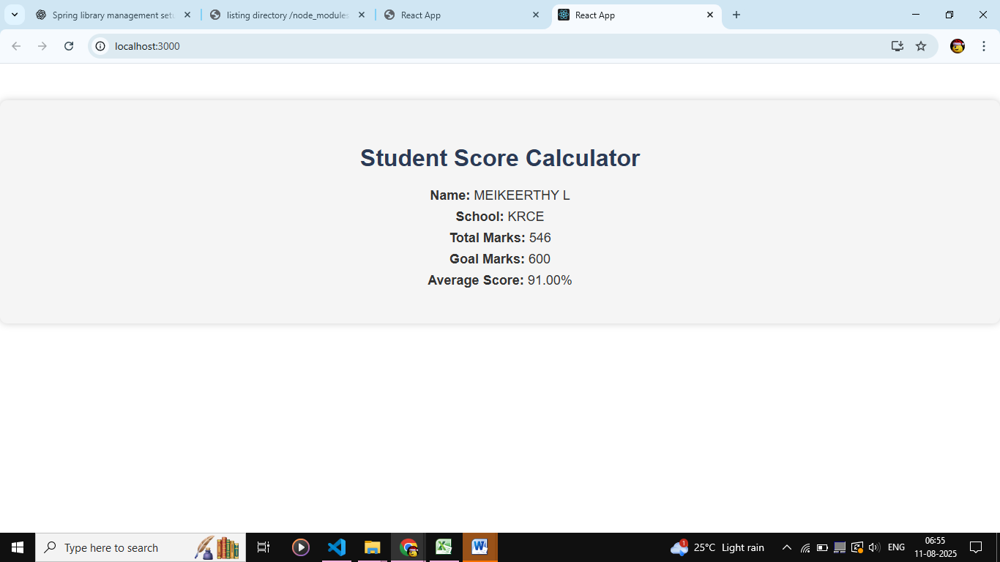 Spring library management setu
listing directory /node_modules
React App
React App
localhost:3000
Student Score Calculator
Name: MEIKEERTHY L
School: KRCE
Total Marks: 546
Goal Marks: 600
Average Score: 91.00%
Type here to search
1
25°C Light rain
ENG
06:55
11-08-2025